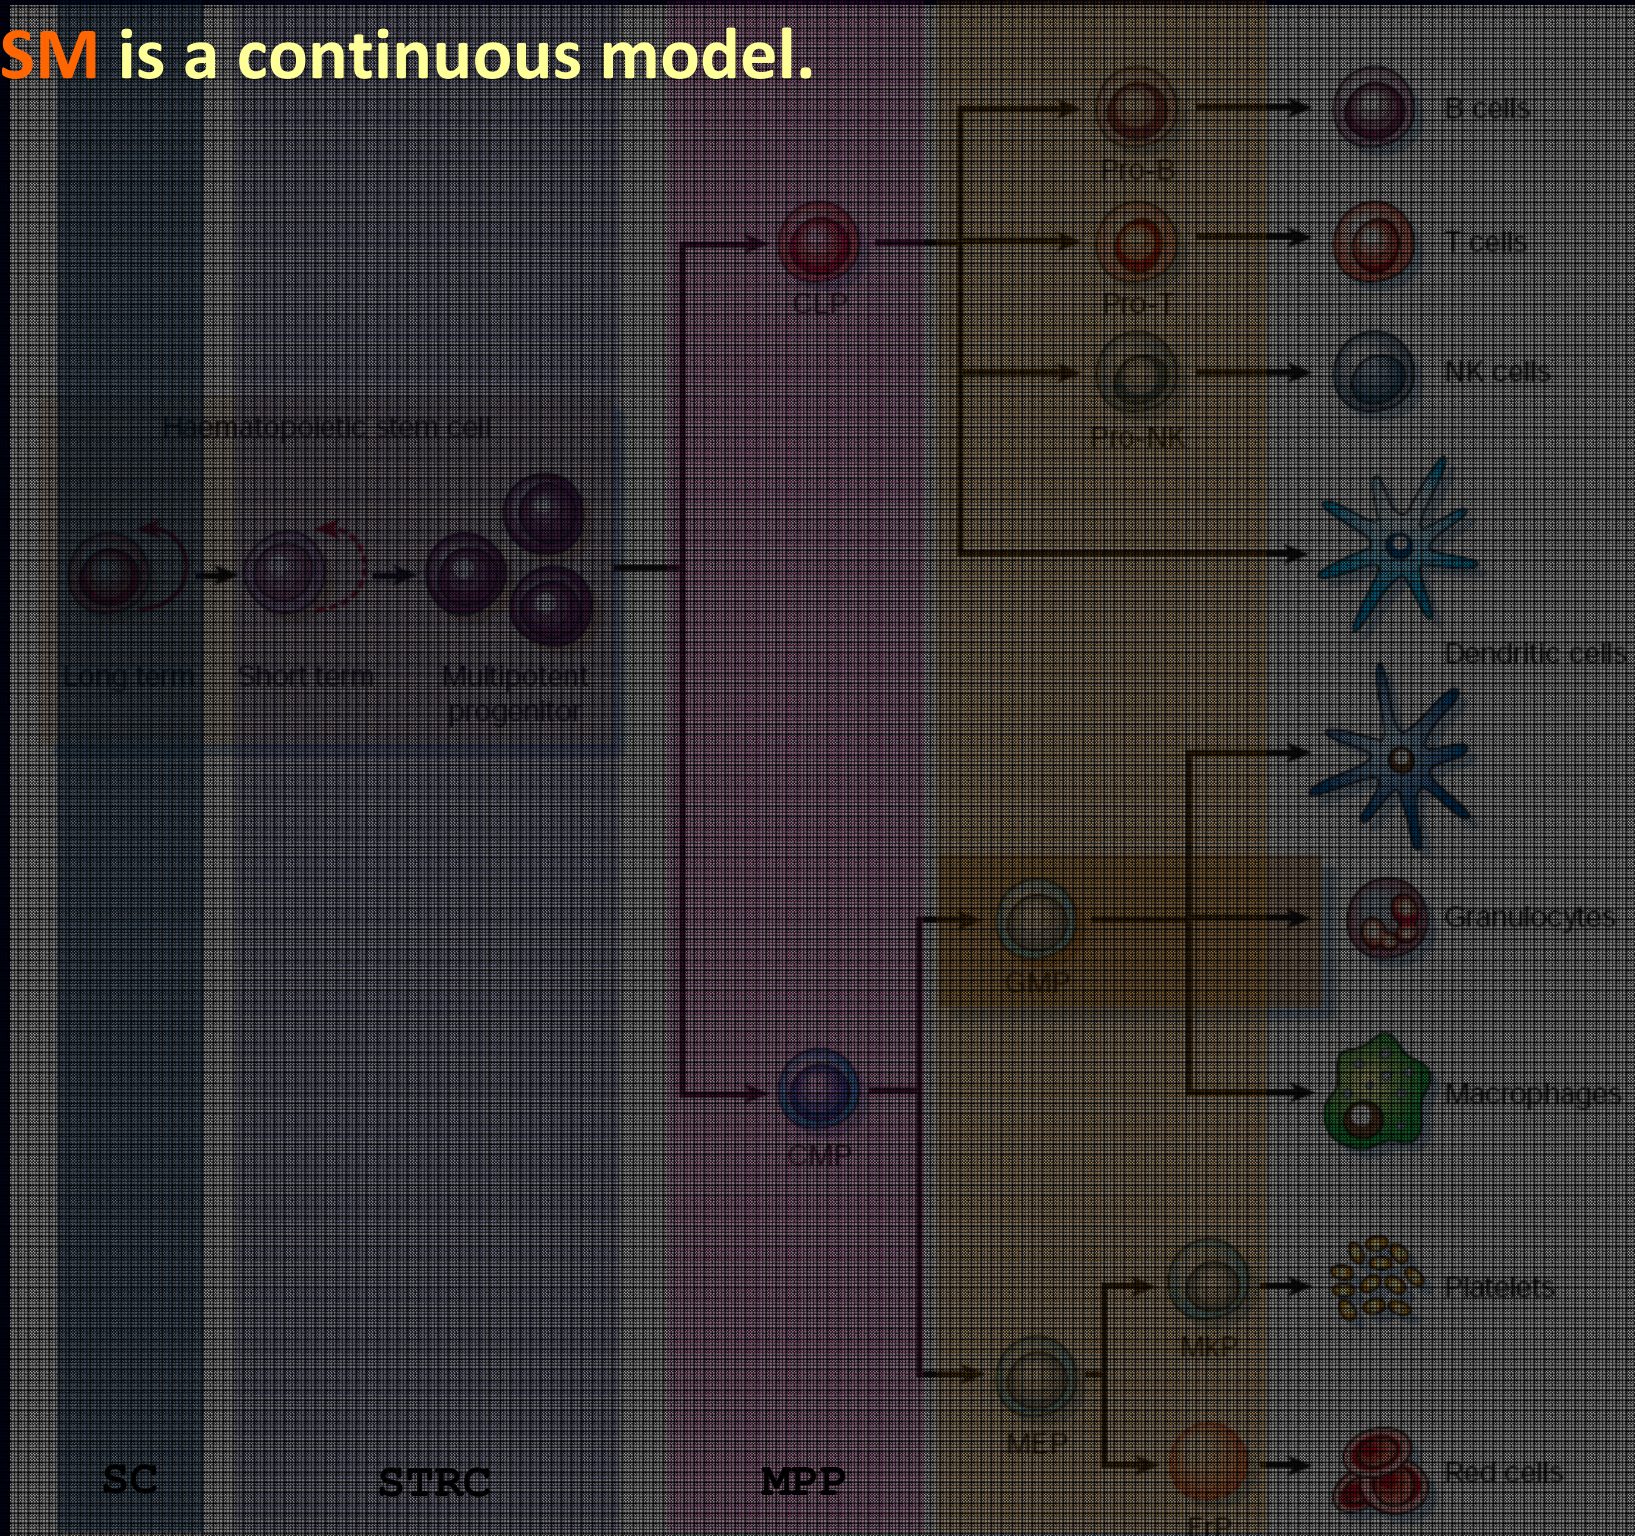 SM is a continuous model.
B cells
Pro-B
T cells
CLP
Pro-T
NK cells
Pro-NK
Haematopoietic stem cell
Long term
Short term
Multipotent
progenitor
Dendritic cells
Granulocytes
GMP
Macrophages
CMP
Platelets
MkP
MEP
Red cells
SC
STRC
MPP
ErP